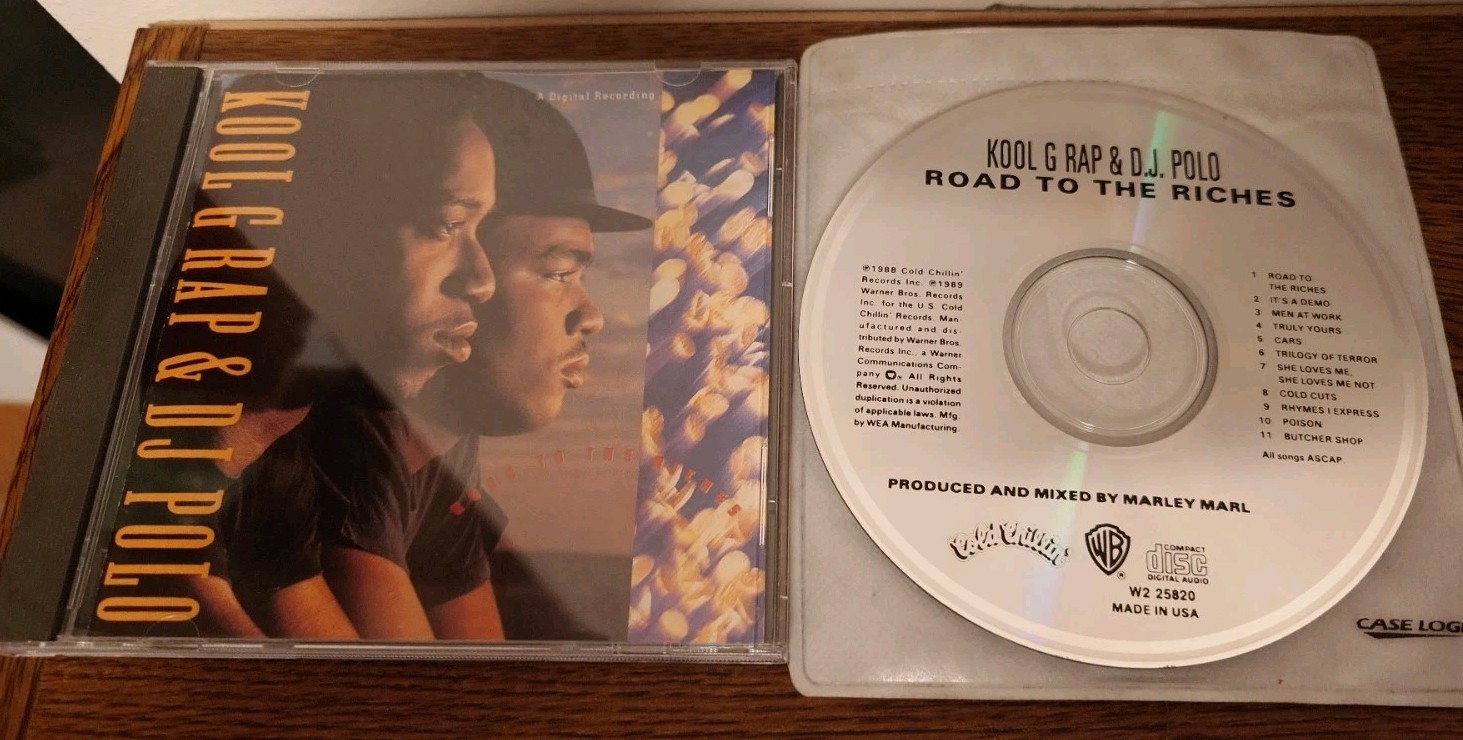 KOOL G RAP & DJ POLO
A Digital Recording
ROAD TO THE RICHES
KOOL G RAP & D.J. POLO
ROAD TO THE RICHES
℗1988 Cold Chillin'
Records Inc. ℗1989
Warner Bros. Records
Inc. for the U.S. Cold
Chillin' Records. Man-
ufactured and dis-
tributed by Warner Bros.
Records Inc., a Warner
Communications Com-
pany ®. All Rights
Reserved. Unauthorized
duplication is a violation
of applicable laws. Mfg.
by WEA Manufacturing.
1 ROAD TO
THE RICHES
2 IT'S A DEMO
3 MEN AT WORK
4 TRULY YOURS
5 CARS
6 TRILOGY OF TERROR
7 SHE LOVES ME,
SHE LOVES ME NOT
8 COLD CUTS
9 RHYMES I EXPRESS
10 POISON
11 BUTCHER SHOP
All songs ASCAP.
PRODUCED AND MIXED BY MARLEY MARL
Cold Chillin'
WB
®
COMPACT
disc
DIGITAL AUDIO
W2 25820
MADE IN USA
CASE LOGI